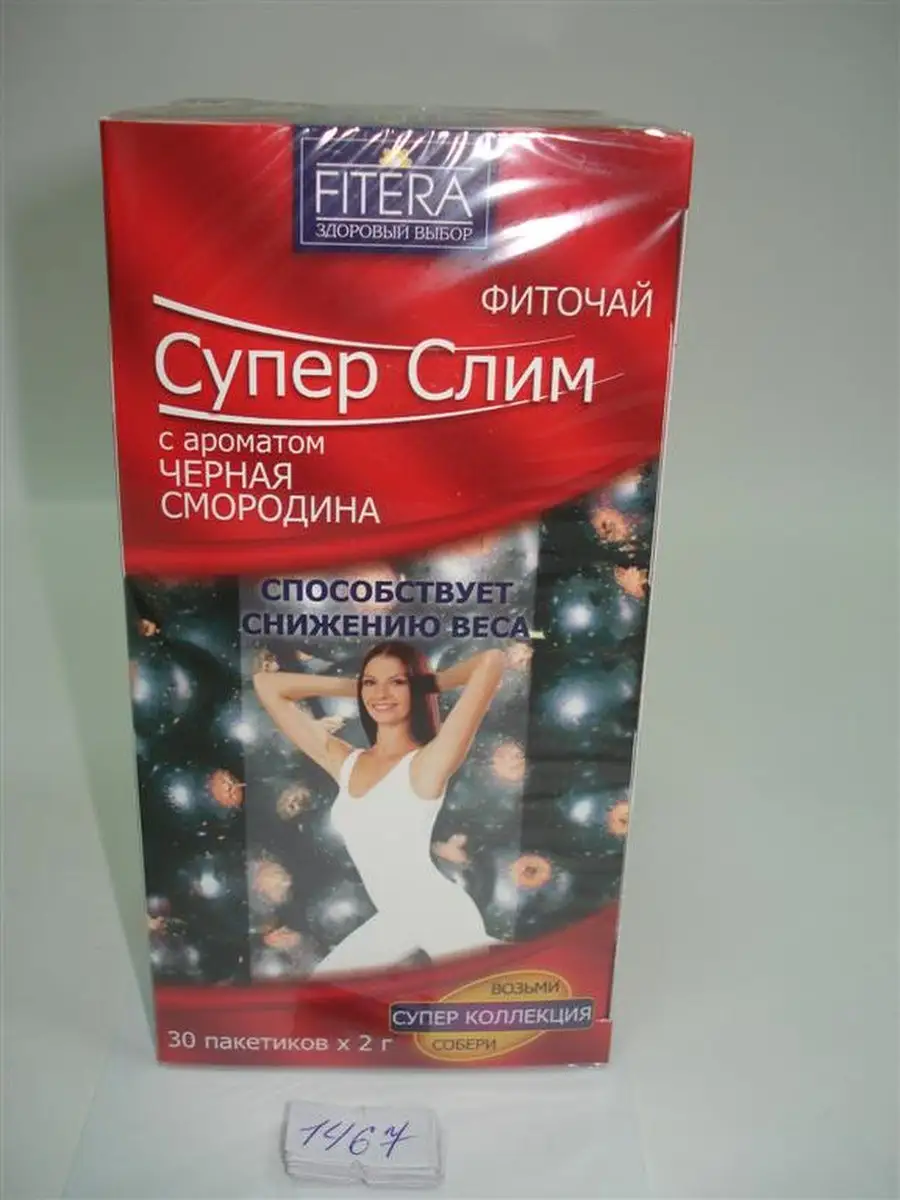 FITERA
ЗДОРОВЫЙ ВЫБОР
ФИТОЧАЙ
Супер Слим
с ароматом
ЧЕРНАЯ
СМОРОДИНА
СПОСОБСТВУЕТ
СНИЖЕНИЮ ВЕСА
ВОЗЬМИ
СУПЕР КОЛЛЕКЦИЯ
СОБЕРИ
30 пакетиков х 2 г
1467